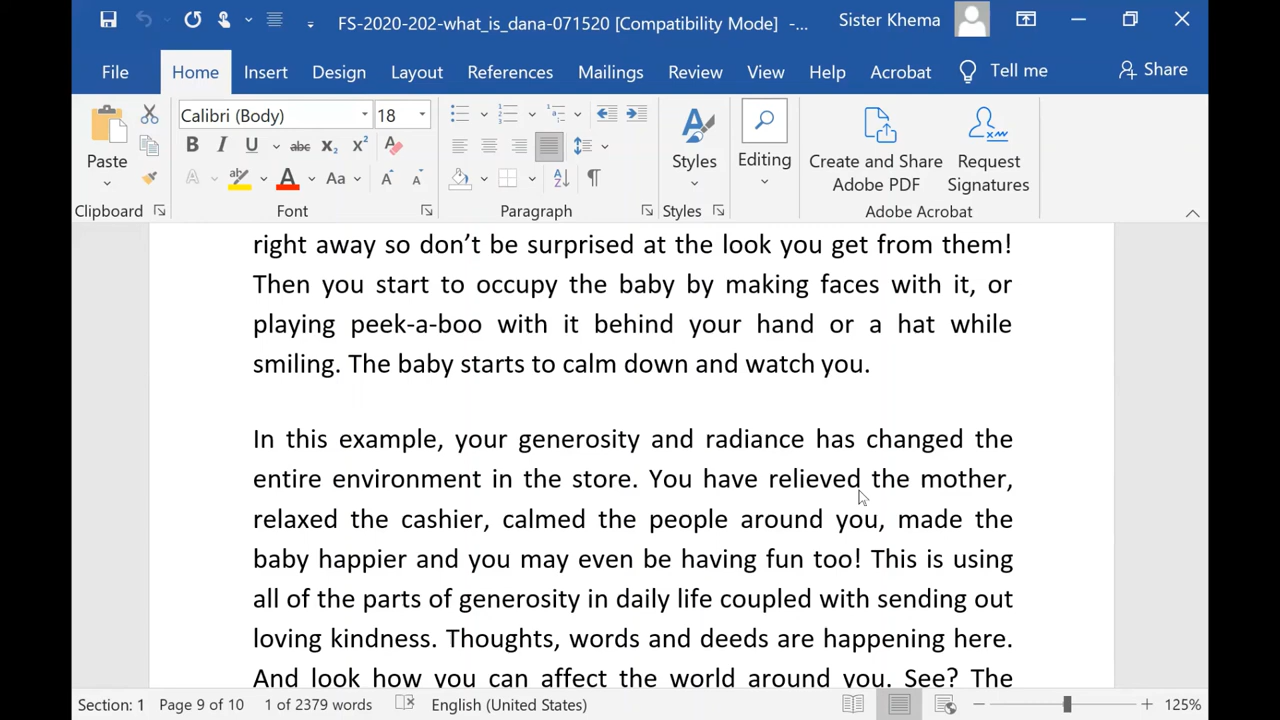 FS-2020-202-what_is_dana-071520 [Compatibility Mode] -...
Sister Khema
File Home Insert Design Layout References Mailings Review View Help Acrobat Tell me Share
Calibri (Body) 18
Paste
B I U abc x₂ x²
A ab A Aa A A
Styles
Editing
Create and Share
Adobe PDF
Request
Signatures
Clipboard Font Paragraph Styles Adobe Acrobat
right away so don’t be surprised at the look you get from them!
Then you start to occupy the baby by making faces with it, or
playing peek-a-boo with it behind your hand or a hat while
smiling. The baby starts to calm down and watch you.
In this example, your generosity and radiance has changed the
entire environment in the store. You have relieved the mother,
relaxed the cashier, calmed the people around you, made the
baby happier and you may even be having fun too! This is using
all of the parts of generosity in daily life coupled with sending out
loving kindness. Thoughts, words and deeds are happening here.
And look how you can affect the world around you. See? The
Section: 1 Page 9 of 10 1 of 2379 words English (United States) 125%